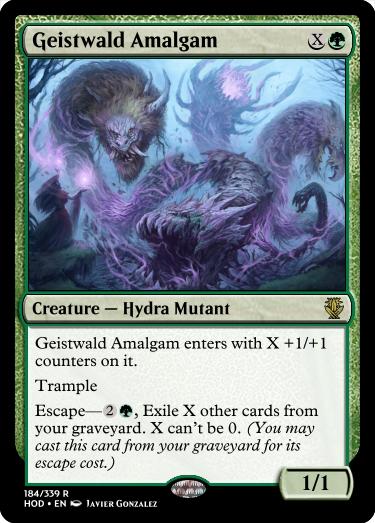 Geistwald Amalgam X
Creature — Hydra Mutant
Geistwald Amalgam enters with X +1/+1
counters on it.
Trample
Escape—2, Exile X other cards from
your graveyard. X can't be 0. (You may
cast this card from your graveyard for its
escape cost.)
1/1
184/339 R
HOD • EN Javier Gonzalez